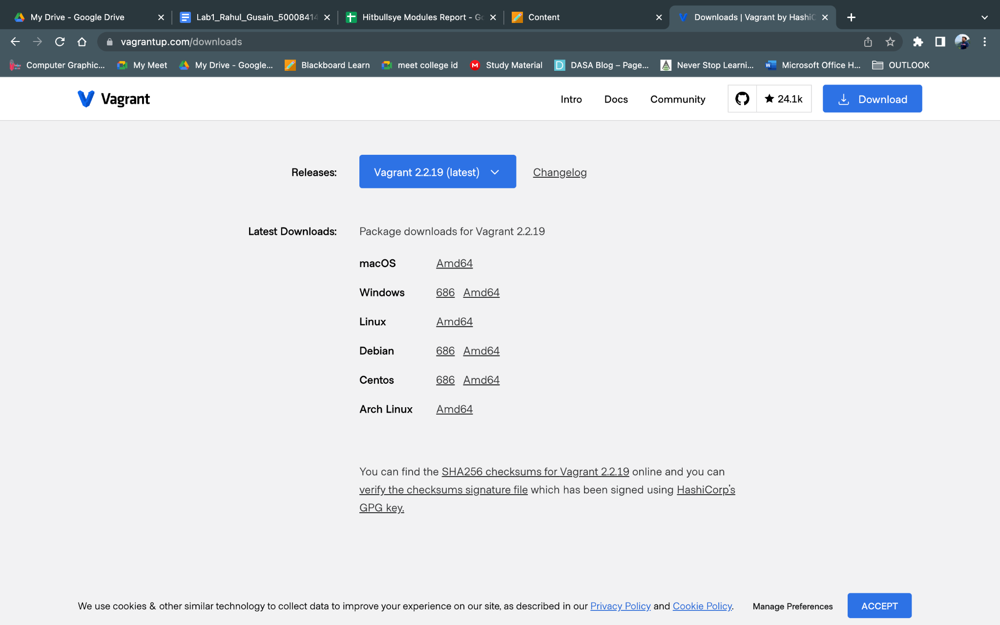 My Drive - Google Drive
Lab1_Rahul_Gusain_50008414
Hitbullsye Modules Report - Go
Content
Downloads | Vagrant by HashiC
vagrantup.com/downloads
Computer Graphic...
My Meet
My Drive - Google...
Blackboard Learn
meet college id
Study Material
DASA Blog – Page...
Never Stop Learni...
Microsoft Office H...
OUTLOOK
Vagrant
Intro
Docs
Community
24.1k
Download
Releases:
Vagrant 2.2.19 (latest)
Changelog
Latest Downloads:
Package downloads for Vagrant 2.2.19
macOS Amd64
Windows 686 Amd64
Linux Amd64
Debian 686 Amd64
Centos 686 Amd64
Arch Linux Amd64
You can find the SHA256 checksums for Vagrant 2.2.19 online and you can
verify the checksums signature file which has been signed using HashiCorp's
GPG key.
We use cookies & other similar technology to collect data to improve your experience on our site, as described in our Privacy Policy and Cookie Policy.
Manage Preferences
ACCEPT